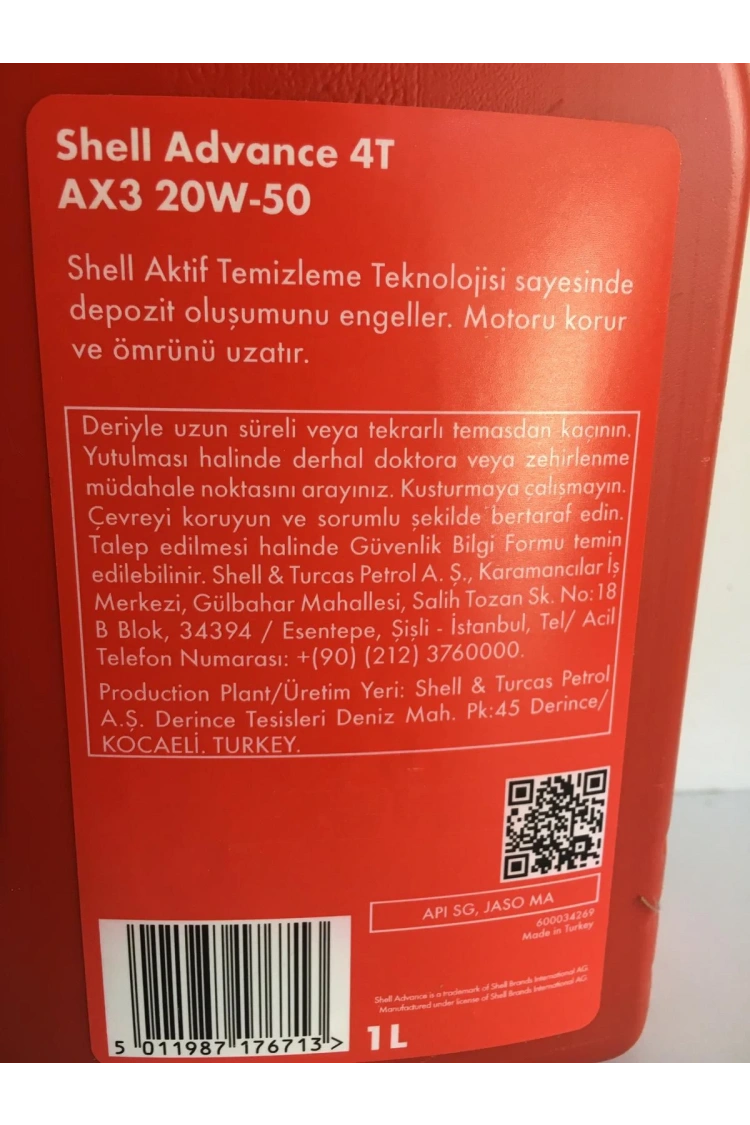 Shell Advance 4T
AX3 20W-50
Shell Aktif Temizleme Teknolojisi sayesinde
depozit oluşumunu engeller. Motoru korur
ve ömrünü uzatır.
Deriyle uzun süreli veya tekrarlı temasdan kaçının.
Yutulması halinde derhal doktora veya zehirlenme
müdahale noktasını arayınız. Kusturmaya çalışmayın.
Çevreyi koruyun ve sorumlu şekilde bertaraf edin.
Talep edilmesi halinde Güvenlik Bilgi Formu temin
edilebilinir. Shell & Turcas Petrol A. Ş., Karamancılar İş
Merkezi, Gülbahar Mahallesi, Salih Tozan Sk. No:18
B Blok, 34394 / Esentepe, Şişli - İstanbul, Tel/ Acil
Telefon Numarası: +(90) (212) 3760000.
Production Plant/Üretim Yeri: Shell & Turcas Petrol
A.Ş. Derince Tesisleri Deniz Mah. Pk:45 Derince/
KOCAELİ. TURKEY.
API SG, JASO MA
600034269
Made in Turkey
Shell Advance is a trademark of Shell Brands International AG.
Manufactured under license of Shell Brands International AG.
5 011987 176713 >
1L